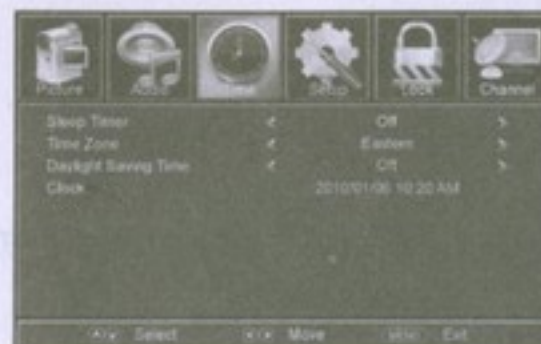 Picture Audio Time Setup Lock Channel
Sleep Timer Off
Time Zone Eastern
Daylight Saving Time Off
Clock 2010/01/06 10:20 AM
Select Move MENU Exit